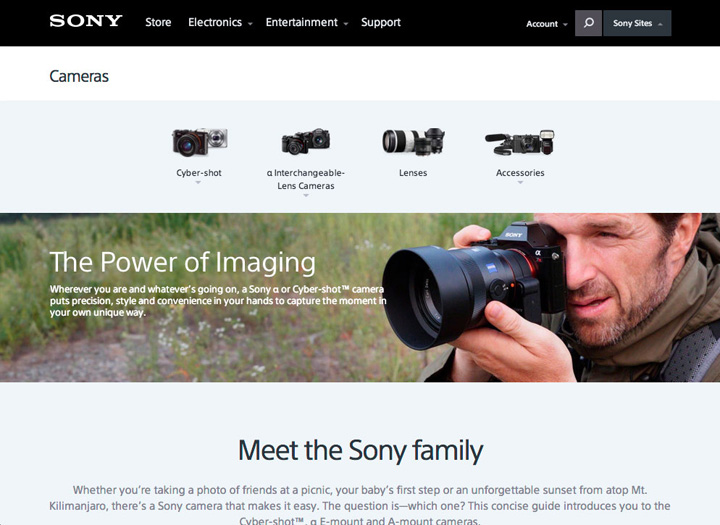 SONY
Store Electronics Entertainment Support
Account
Sony Sites
Cameras
Cyber-shot
α Interchangeable-
Lens Cameras
Lenses
Accessories
The Power of Imaging
Wherever you are and whatever's going on, a Sony α or Cyber-shot™ camera
puts precision, style and convenience in your hands to capture the moment in
your own unique way.
SONY
α
Meet the Sony family
Whether you're taking a photo of friends at a picnic, your baby's first step or an unforgettable sunset from atop Mt.
Kilimanjaro, there's a Sony camera that makes it easy. The question is—which one? This concise guide introduces you to the
Cyber-shot™, α E-mount and A-mount cameras.